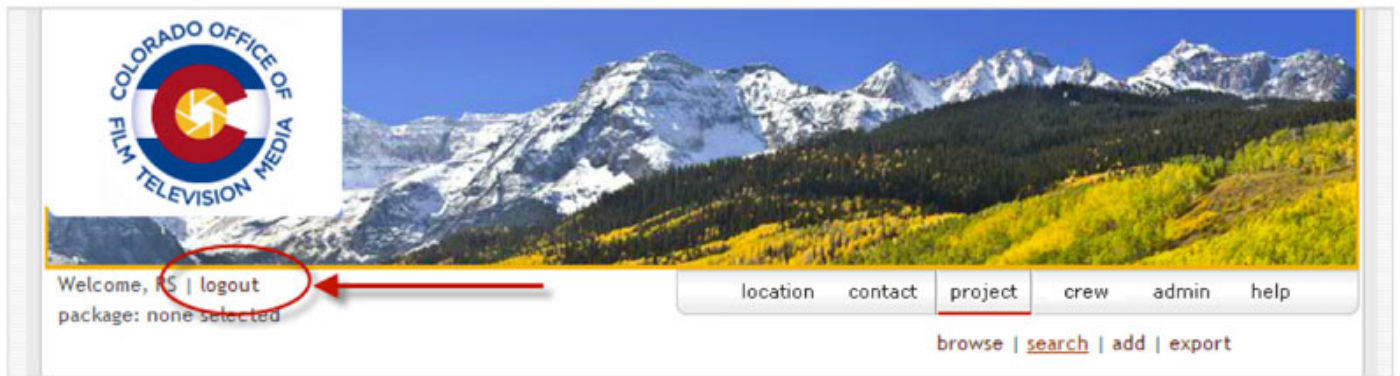 COLORADO OFFICE OF
FILM TELEVISION MEDIA
Welcome, RS | logout
package: none selected
location contact project crew admin help
browse | search | add | export